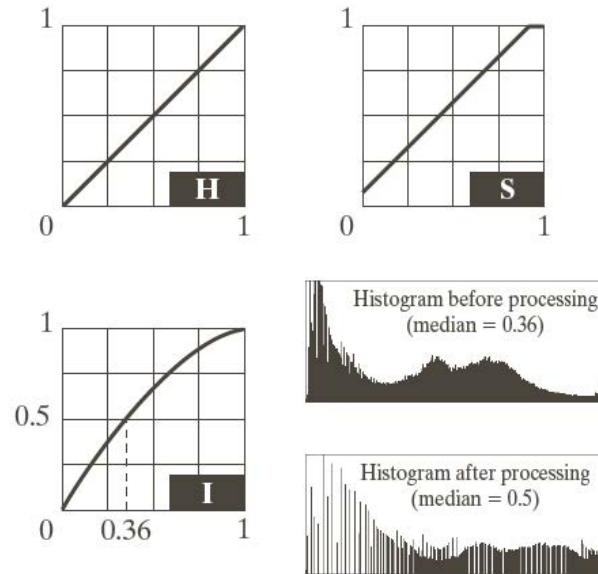 1
1
H
S
0
1
0
1
Histogram before processing
(median = 0.36)
1
0.5
I
0
0.36
1
Histogram after processing
(median = 0.5)